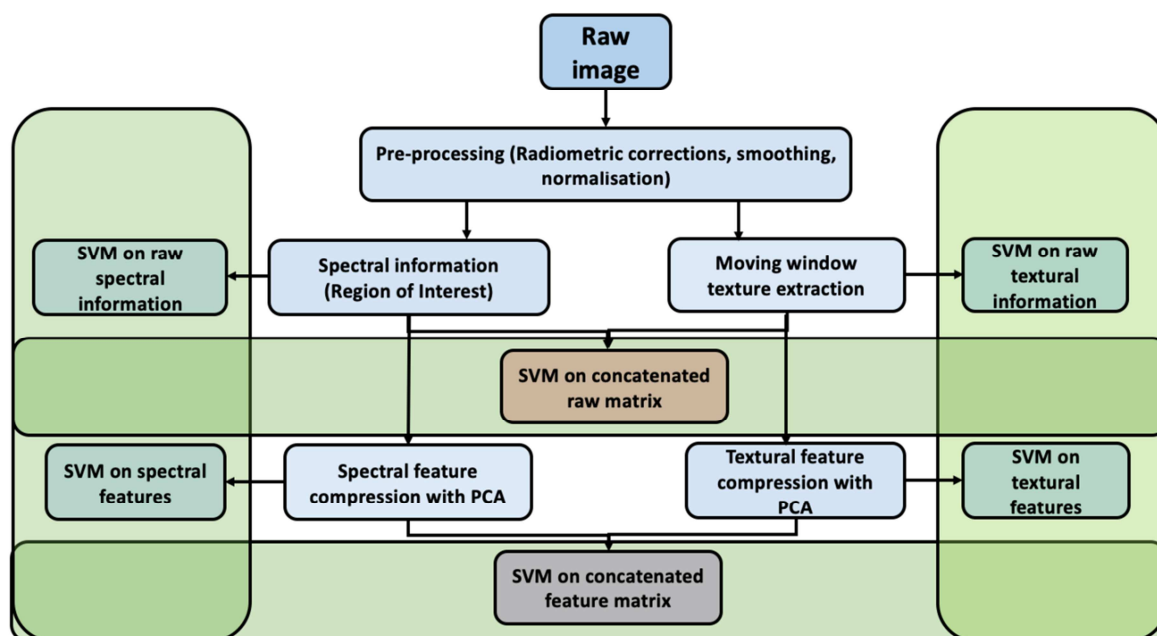 Raw
image
Pre-processing (Radiometric corrections, smoothing,
normalisation)
SVM on raw
spectral
information
Spectral information
(Region of Interest)
Moving window
texture extraction
SVM on raw
textural
information
SVM on concatenated
raw matrix
SVM on spectral
features
Spectral feature
compression with PCA
Textural feature
compression with
PCA
SVM on
textural
features
SVM on concatenated
feature matrix